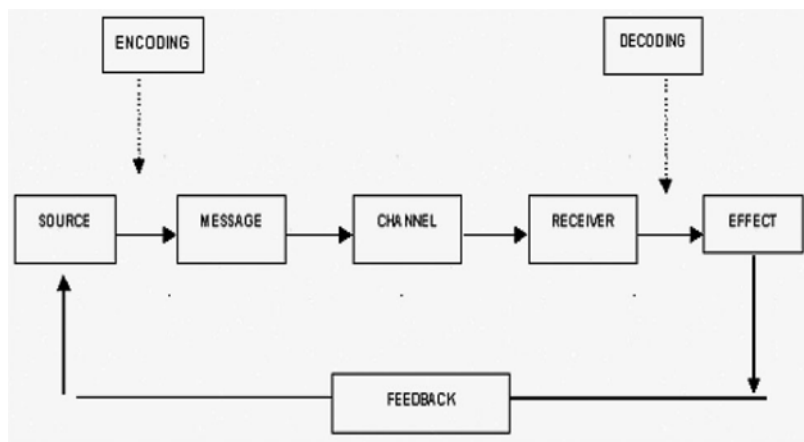 ENCODING
DECODING
SOURCE
MESSAGE
CHANNEL
RECEIVER
EFFECT
FEEDBACK